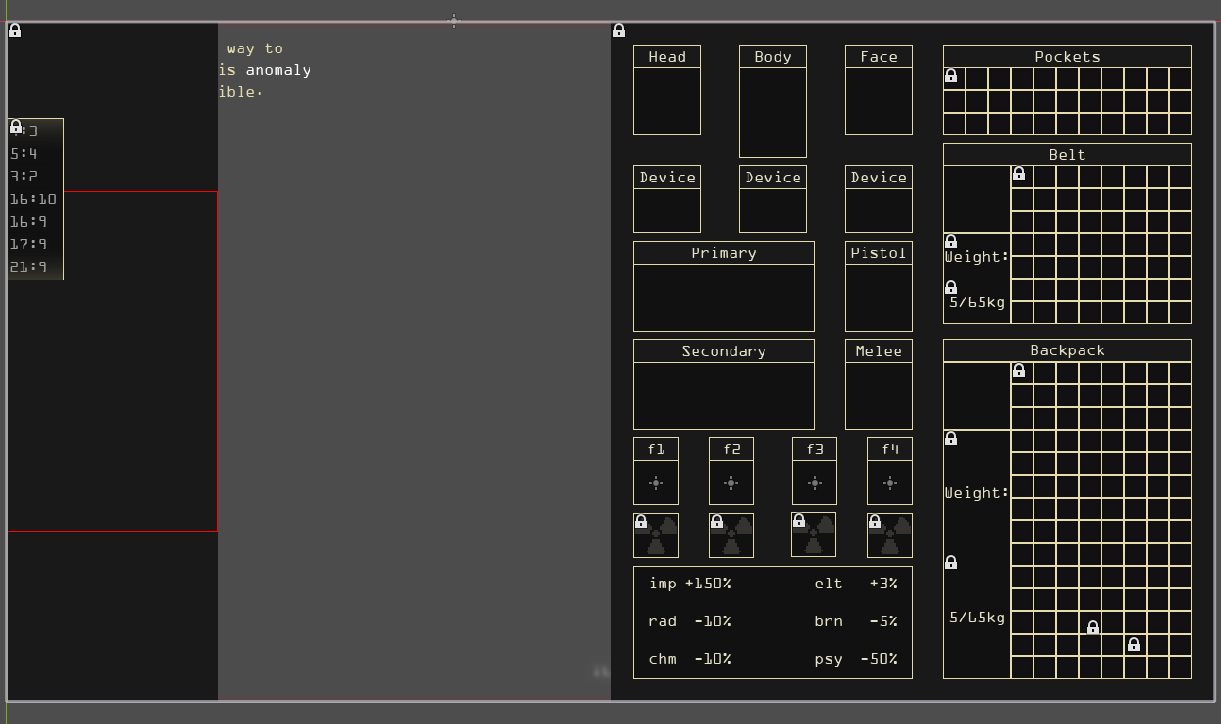 way to
is anomaly
ible.
5:4
3:2
16:10
16:9
17:9
21:9
Head Body Face
Device Device Device
Primary Pistol
Secondary Melee
f1 f2 f3 f4
imp +150% elt +3%
rad -10% brn -5%
chm -10% psy -50%
Pockets
Belt
Weight:
5/65kg
Backpack
Weight:
5/65kg